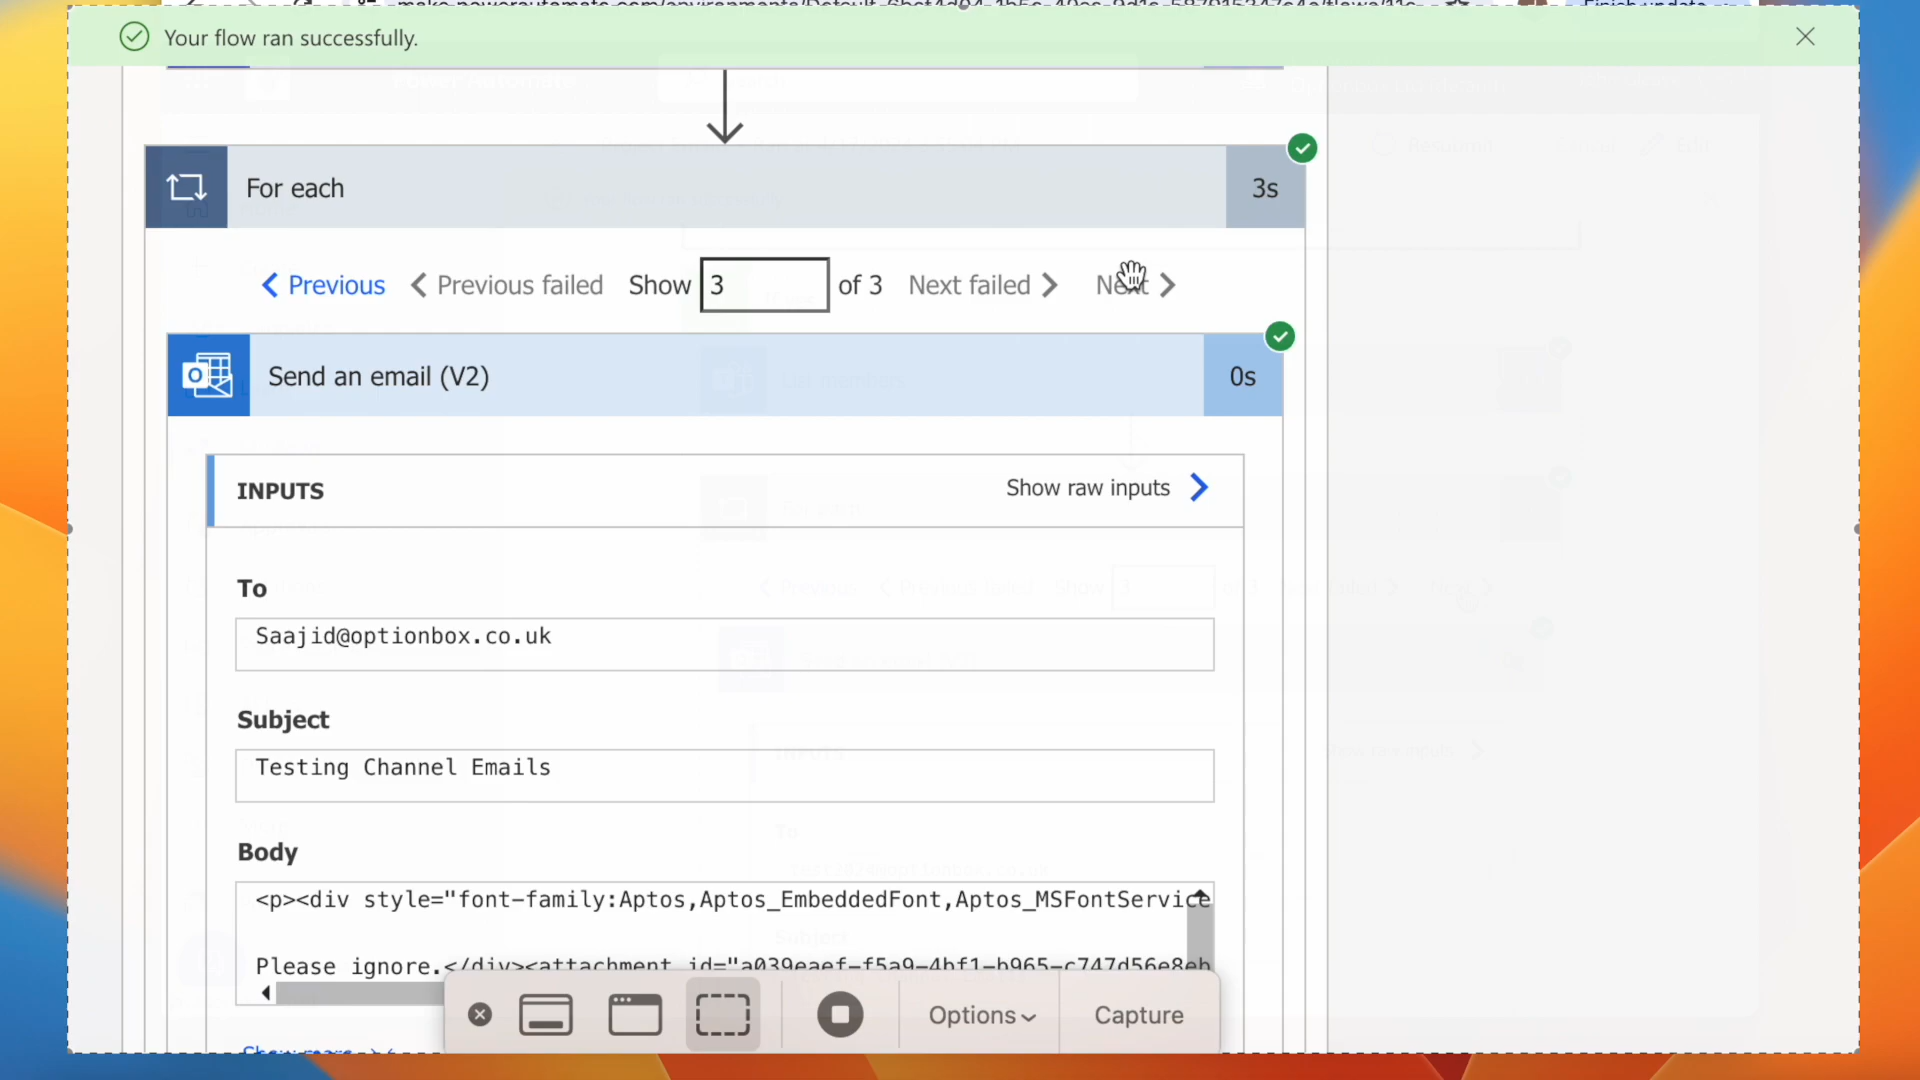 Your flow ran successfully.
For each
3s
Previous Previous failed Show 3 of 3 Next failed Next
Send an email (V2)
0s
INPUTS
Show raw inputs
To
Saajid@optionbox.co.uk
Subject
Testing Channel Emails
Body
<p><div style="font-family:Aptos,Aptos_EmbeddedFont,Aptos_MSFontService
Please ignore.</div><attachment id="a039eaef-f5a9-4bf1-b965-c747d56e8eb
Options
Capture